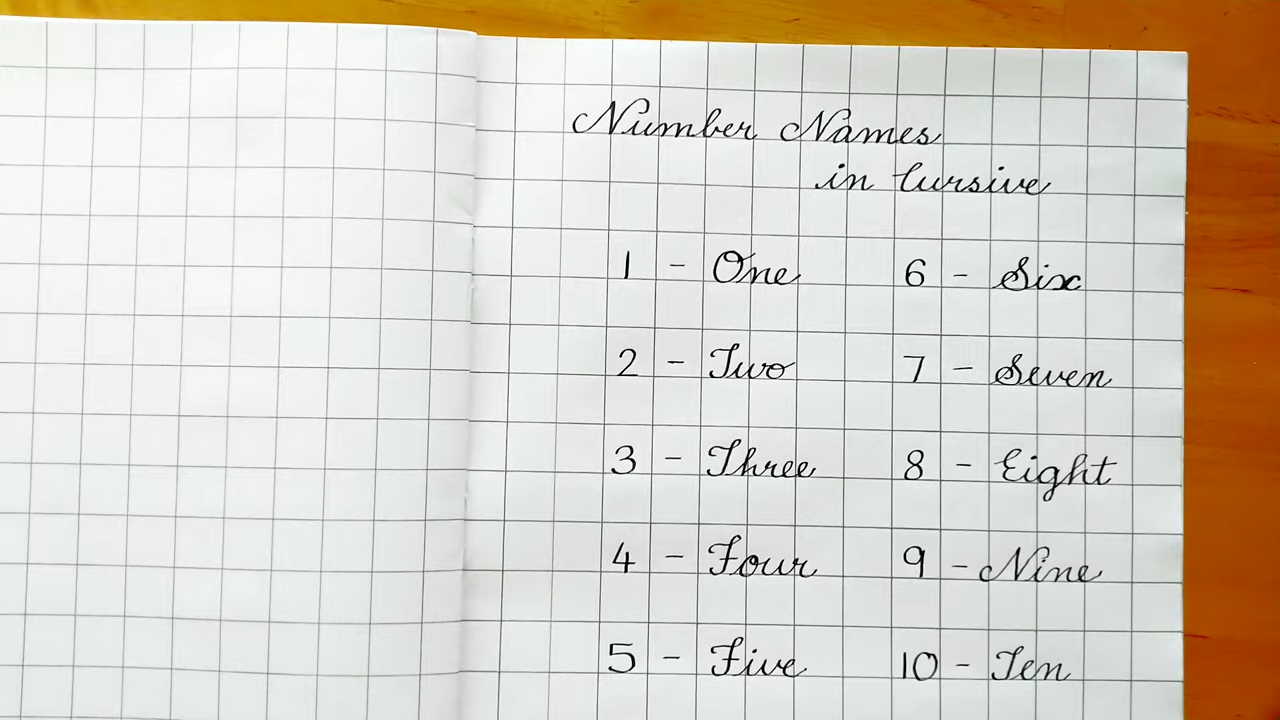 Number Names
in Cursive
1 - One 6 - Six
2 - Two 7 - Seven
3 - Three 8 - Eight
4 - Four 9 - Nine
5 - Five 10 - Ten